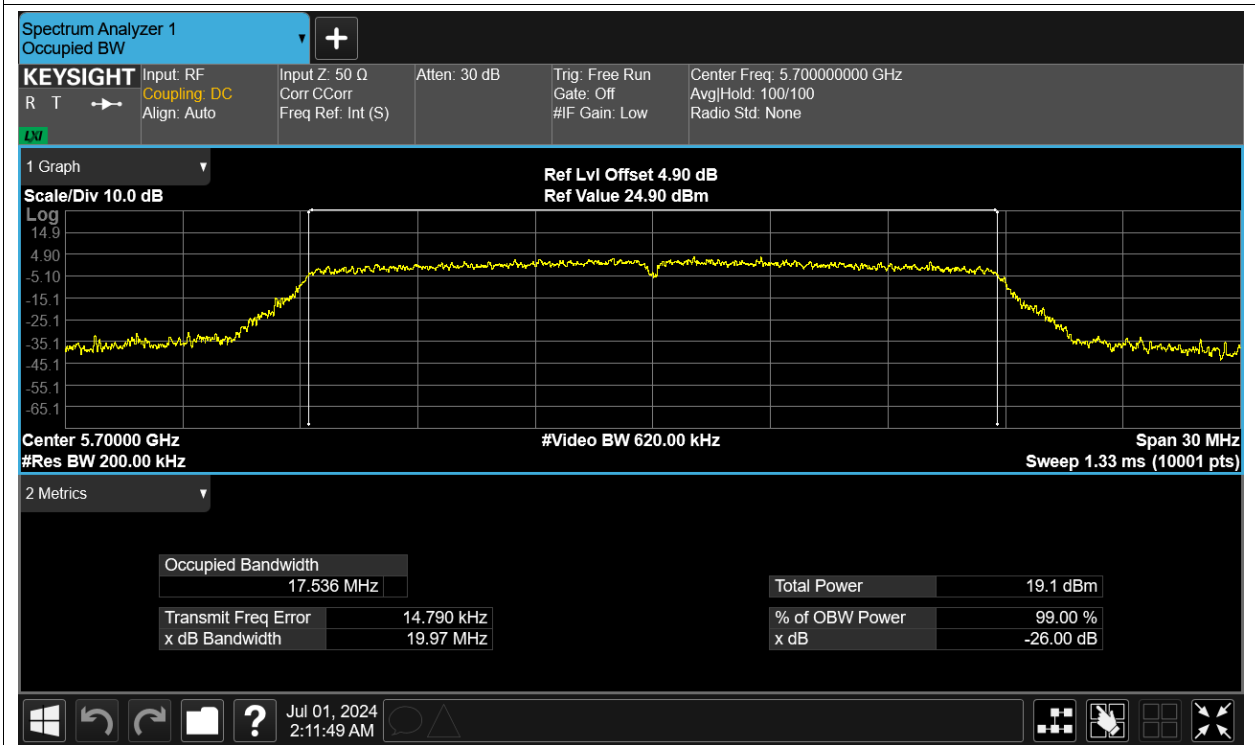 Spectrum Analyzer 1
Occupied BW
KEYSIGHT
R T
LXI
Input: RF
Coupling: DC
Align: Auto
Input Z: 50 Ω
Corr CCorr
Freq Ref: Int (S)
Atten: 30 dB
Trig: Free Run
Gate: Off
#IF Gain: Low
Center Freq: 5.700000000 GHz
Avg|Hold: 100/100
Radio Std: None
1 Graph
Scale/Div 10.0 dB
Ref Lvl Offset 4.90 dB
Ref Value 24.90 dBm
Log
14.9
4.90
-5.10
-15.1
-25.1
-35.1
-45.1
-55.1
-65.1
Center 5.70000 GHz
#Video BW 620.00 kHz
Span 30 MHz
#Res BW 200.00 kHz
Sweep 1.33 ms (10001 pts)
2 Metrics
Occupied Bandwidth
17.536 MHz
Transmit Freq Error 14.790 kHz
x dB Bandwidth 19.97 MHz
Total Power 19.1 dBm
% of OBW Power 99.00 %
x dB -26.00 dB
?
Jul 01, 2024
2:11:49 AM